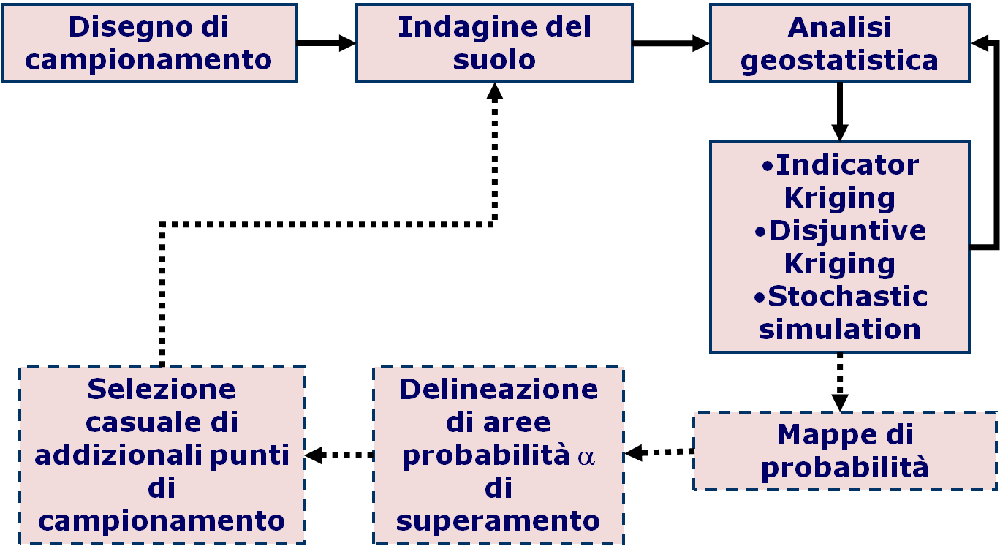 Disegno di
campionamento
Indagine del
suolo
Analisi
geostatistica
•Indicator
Kriging
•Disjuntive
Kriging
•Stochastic
simulation
Mappe di
probabilità
Delineazione
di aree
probabilità α
di
superamento
Selezione
casuale di
addizionali punti
di
campionamento